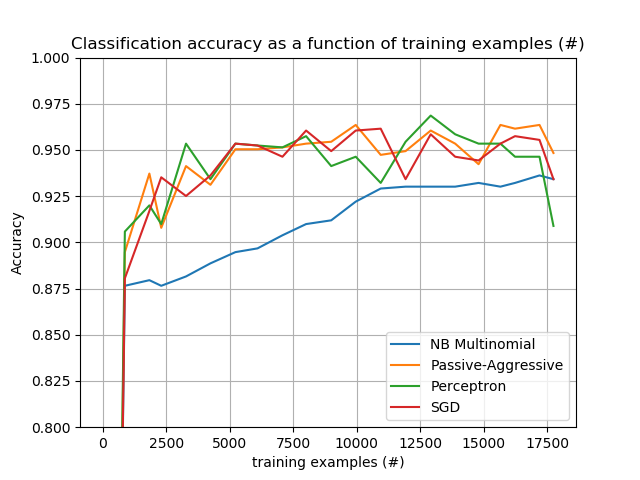 Classification accuracy as a function of training examples (#)
1.000
0.975
0.950
0.925
0.900
0.875
0.850
0.825
0.800
Accuracy
NB Multinomial
Passive-Aggressive
Perceptron
SGD
0 2500 5000 7500 10000 12500 15000 17500
training examples (#)